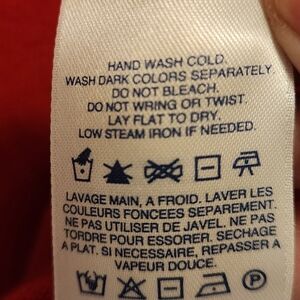 HAND WASH COLD.
WASH DARK COLORS SEPARATELY
DO NOT BLEACH.
DO NOT WRING OR TWIST.
LAY FLAT TO DRY.
LOW STEAM IRON IF NEEDED.
LAVAGE MAIN, A FROID. LAVER LES
COULEURS FONCEES SEPAREMENT.
NE PAS UTILISER DE JAVEL. NE PAS
TORDRE POUR ESSORER. SECHAGE
A PLAT. SI NECESSAIRE, REPASSER A
VAPEUR DOUCE.
P